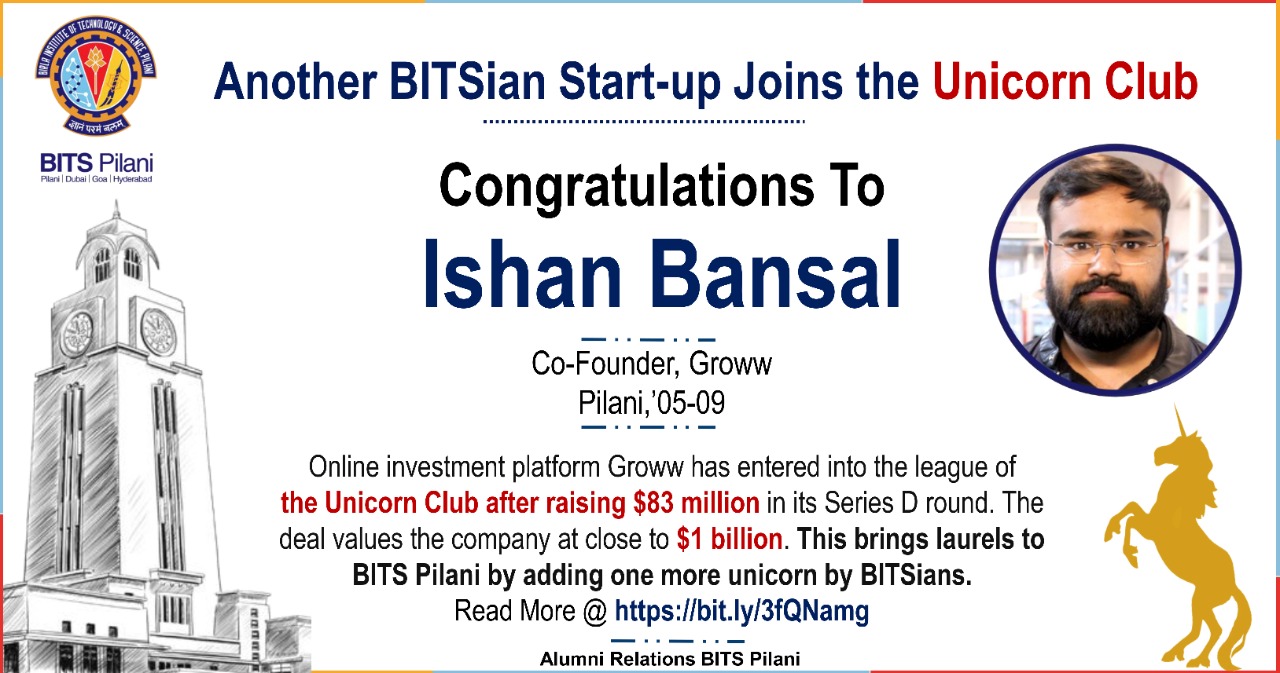 BIRLA INSTITUTE OF TECHNOLOGY & SCIENCE PILANI
ज्ञानं परमं बलम्
BITS Pilani
Pilani | Dubai | Goa | Hyderabad
Another BITSian Start-up Joins the Unicorn Club
Congratulations To
Ishan Bansal
Co-Founder, Groww
Pilani,’05-09
Online investment platform Groww has entered into the league of
the Unicorn Club after raising $83 million in its Series D round. The
deal values the company at close to $1 billion. This brings laurels to
BITS Pilani by adding one more unicorn by BITSians.
Read More @ https://bit.ly/3fQNamg
Alumni Relations BITS Pilani